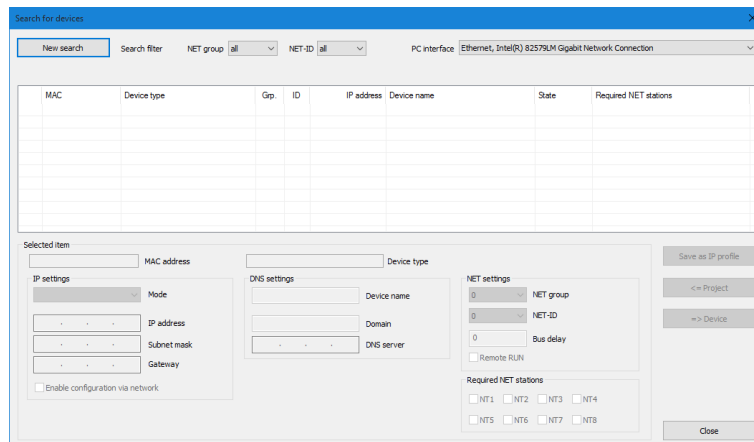 Search for devices
New search Search filter NET group all NET-ID all PC interface Ethernet, Intel(R) 82579LM Gigabit Network Connection
MAC Device type Grp. ID IP address Device name State Required NET stations
Selected item
MAC address Device type Save as IP profile
IP settings DNS settings NET settings
Mode Device name 0 NET group <= Project
IP address Domain 0 NET-ID => Device
Subnet mask DNS server 0 Bus delay
Gateway Remote RUN
Enable configuration via network Required NET stations
NT1 NT2 NT3 NT4
NT5 NT6 NT7 NT8
Close